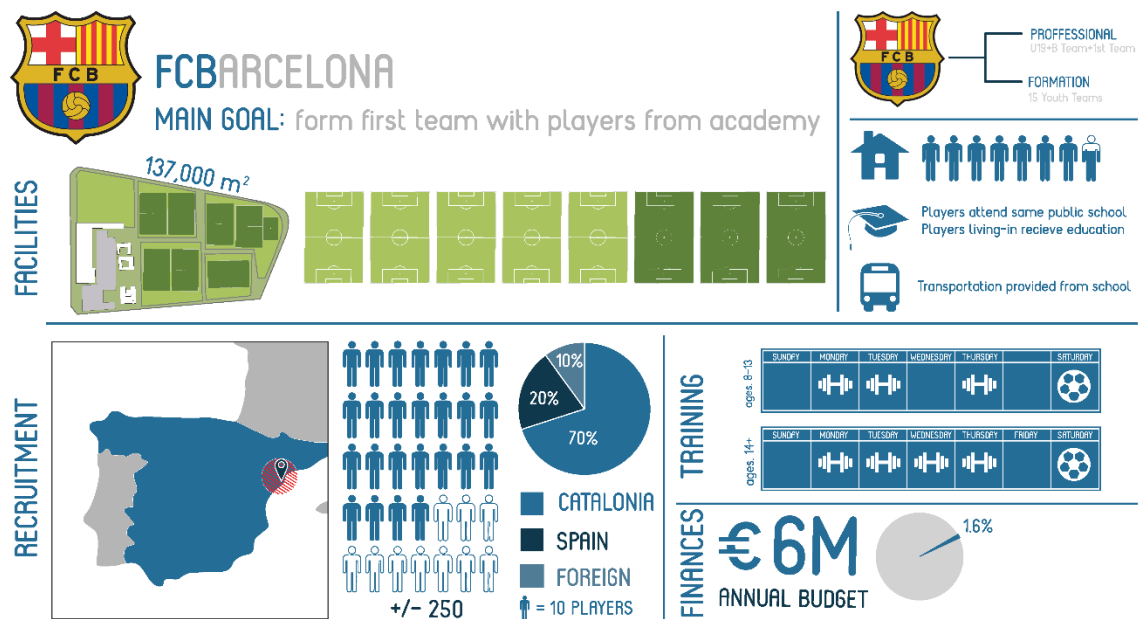 FCB
FCBARCELONA
MAIN GOAL: form first team with players from academy
FCB
PROFFESSIONAL
U19+B Team+1st Team
FORMATION
15 Youth Teams
FACILITIES
137,000 m²
Players attend same public school
Players living-in recieve education
Transportation provided from school
RECRUITMENT
+/- 250
10%
20%
70%
CATALONIA
SPAIN
FOREIGN
= 10 PLAYERS
TRAINING
ages. 8-13
SUNDAY MONDAY TUESDAY WEDNESDAY THURSDAY SATURDAY
ages. 14+
SUNDAY MONDAY TUESDAY WEDNESDAY THURSDAY FRIDAY SATURDAY
FINANCES
€6M
ANNUAL BUDGET
1.6%